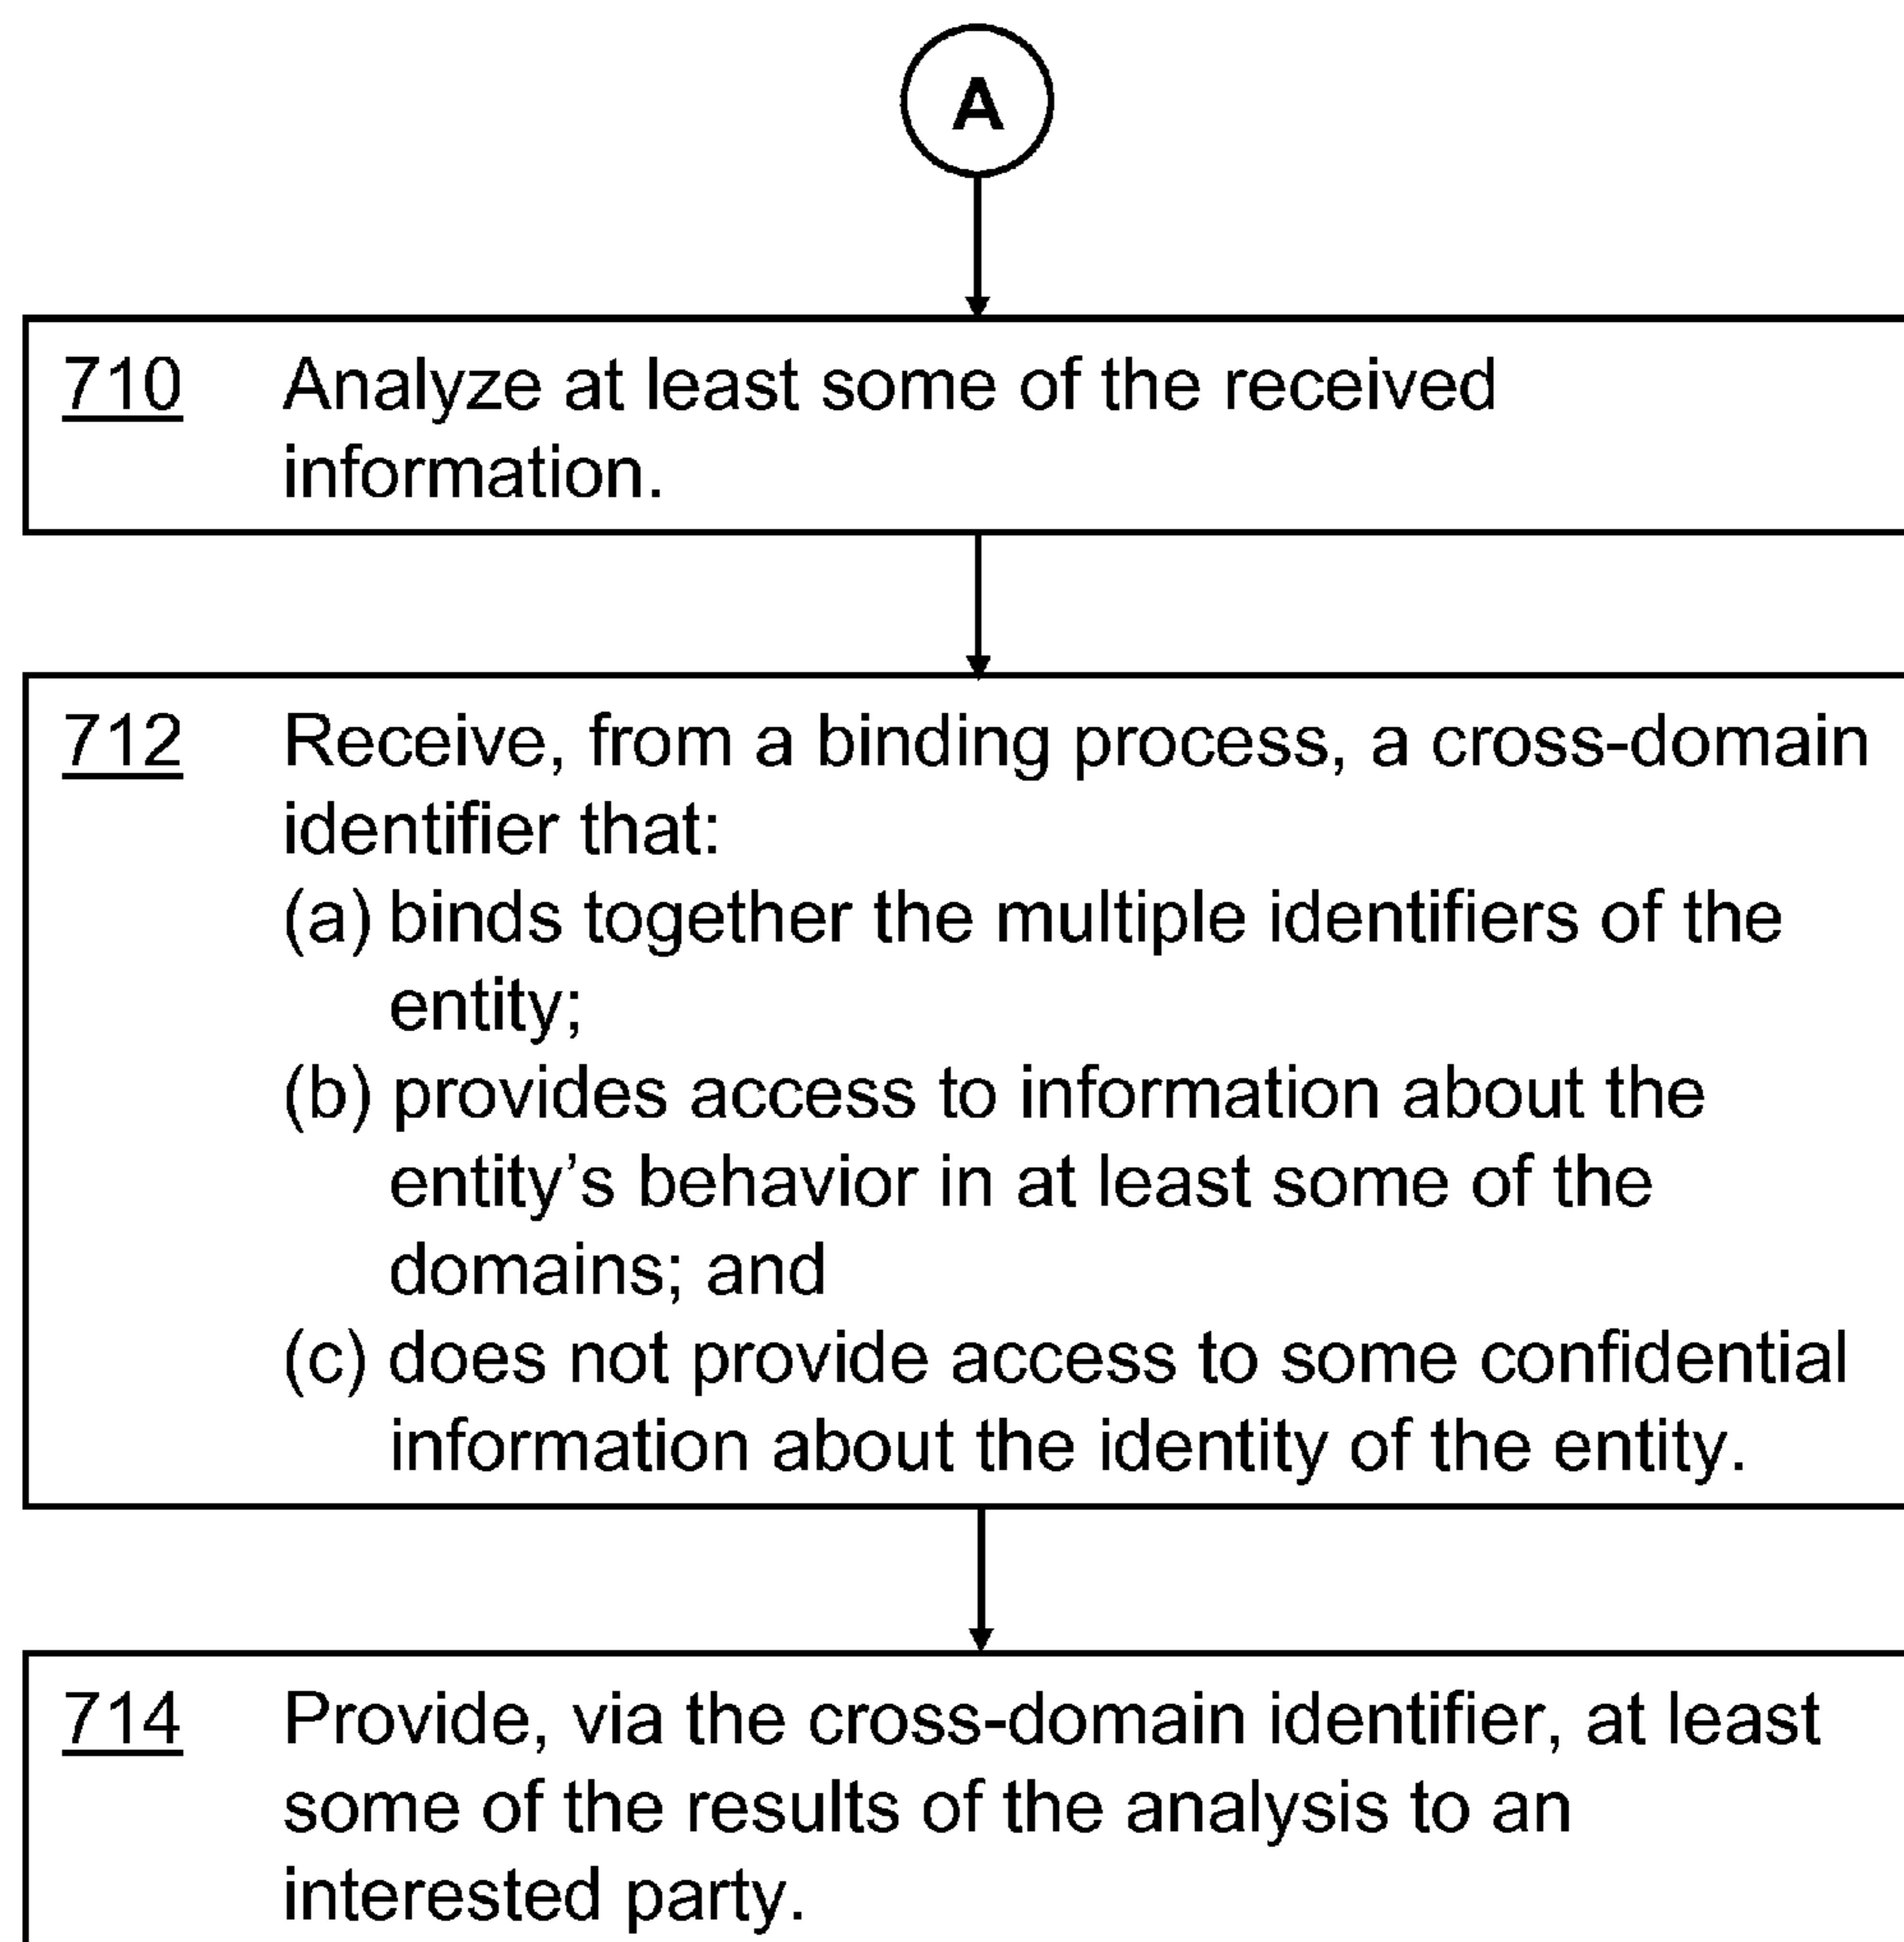 A
710 Analyze at least some of the received
information.
712 Receive, from a binding process, a cross-domain
identifier that:
(a) binds together the multiple identifiers of the
entity;
(b) provides access to information about the
entity’s behavior in at least some of the
domains; and
(c) does not provide access to some confidential
information about the identity of the entity.
714 Provide, via the cross-domain identifier, at least
some of the results of the analysis to an
interested party.